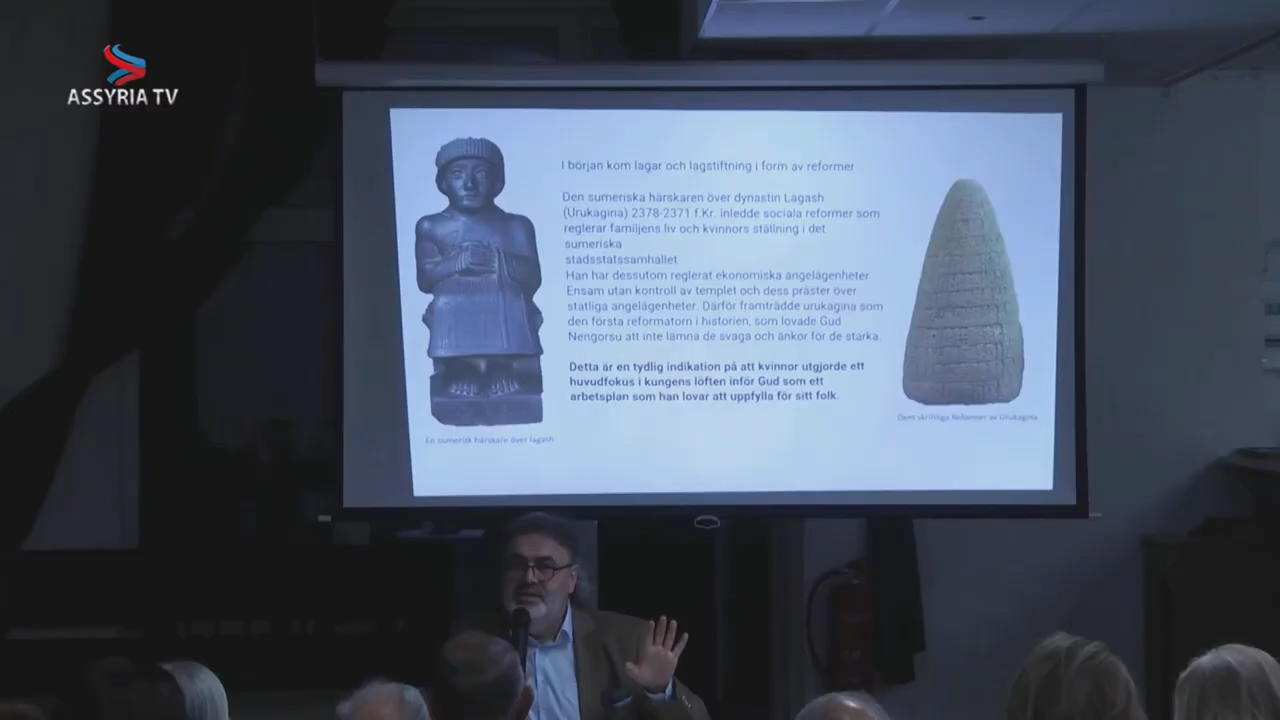 ASSYRIA TV
I början kom lagar och lagstiftning i form av reformer
Den sumeriska härskaren över dynastin Lagash
(Urukagina) 2378-2371 f.Kr. inledde sociala reformer som
reglerar familjens liv och kvinnors ställning i det
sumeriska
stadsstatssamhället
Han har dessutom reglerat ekonomiska angelägenheter
Ensam utan kontroll av templet och dess präster över
statliga angelägenheter. Därför framträdde urukagina som
den första reformatorn i historien, som lovade Gud
Nengorsu att inte lämna de svaga och änkor för de starka.
Detta är en tydlig indikation på att kvinnor utgjorde ett
huvudfokus i kungens löften inför Gud som ett
arbetsplan som han lovar att uppfylla för sitt folk.
En sumerisk härskare över lagash
Dem skriftliga Reformer av Urukagina